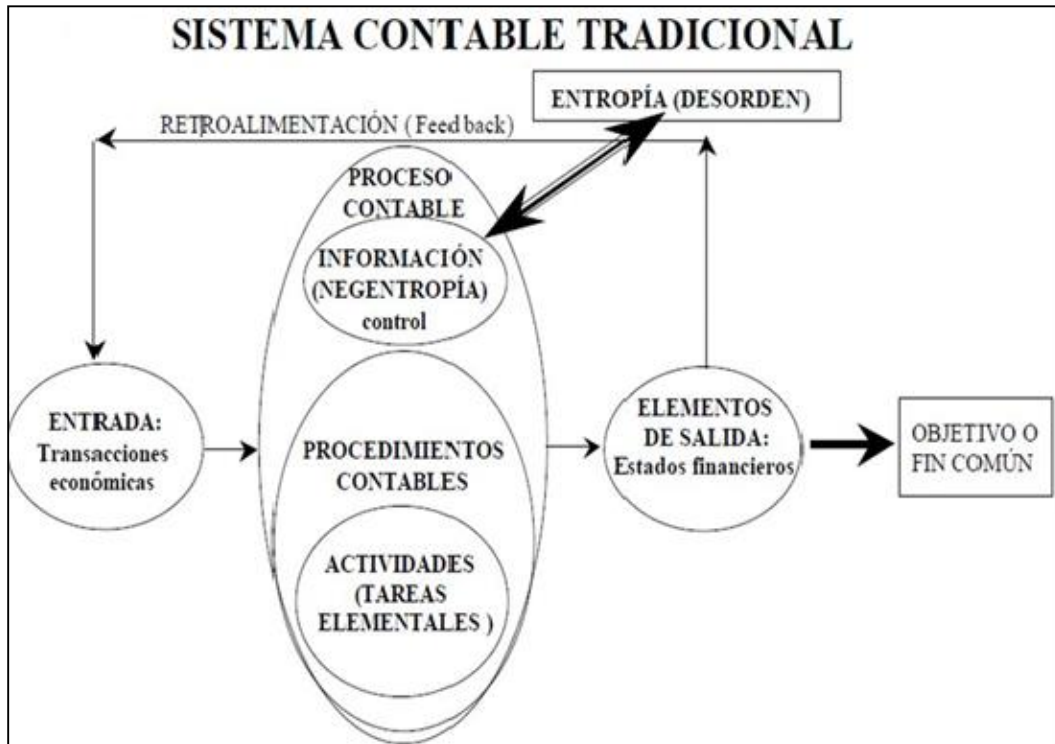 SISTEMA CONTABLE TRADICIONAL
ENTROPÍA (DESORDEN)
RETROALIMENTACIÓN ( Feed back)
PROCESO
CONTABLE
INFORMACIÓN
(NEGENTROPÍA)
control
ENTRADA:
Transacciones
económicas
PROCEDIMIENTOS
CONTABLES
ACTIVIDADES
(TAREAS
ELEMENTALES )
ELEMENTOS
DE SALIDA:
Estados financieros
OBJETIVO O
FIN COMÚN